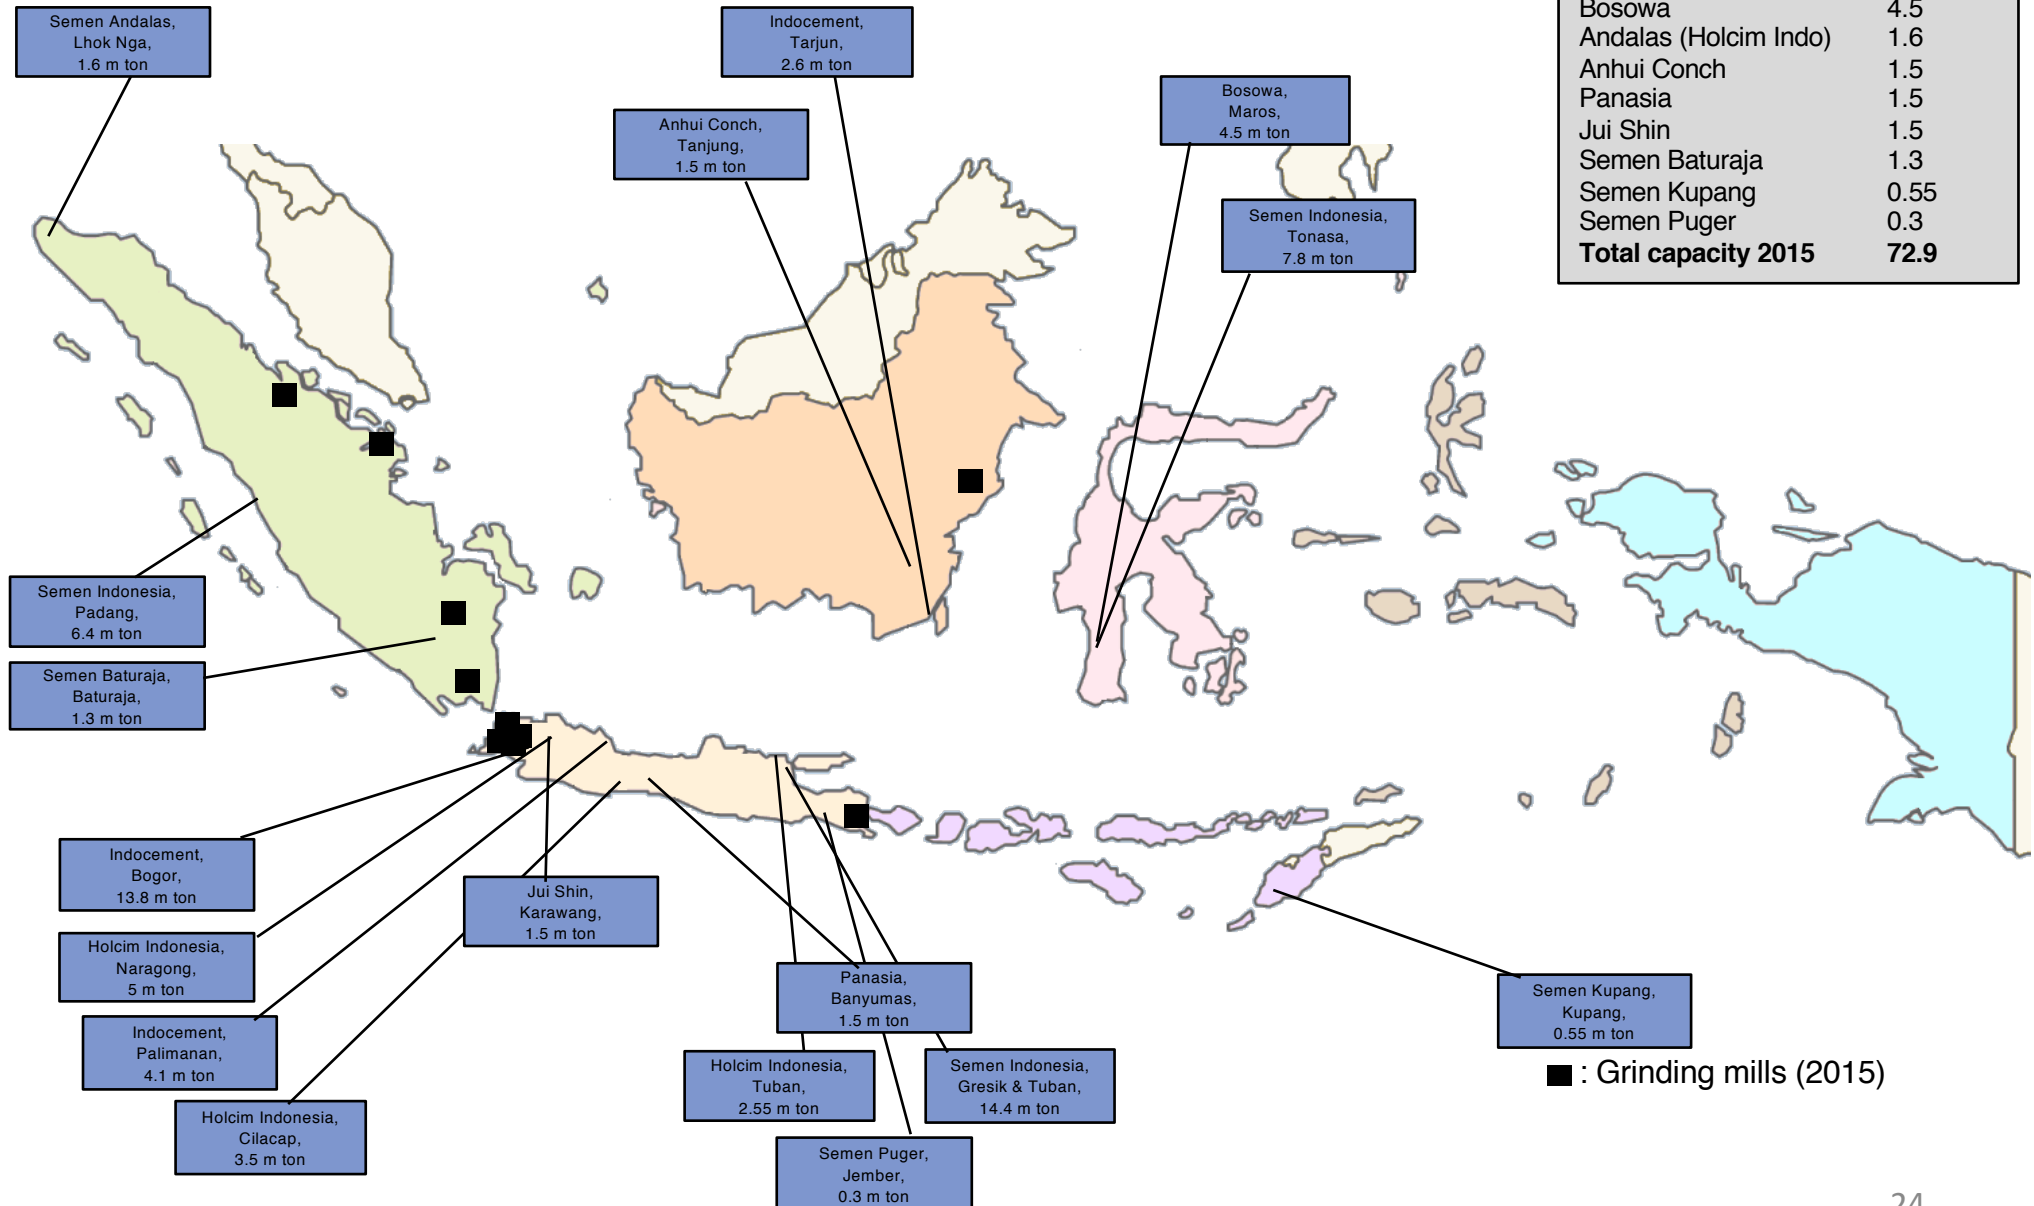 Semen Andalas,
Lhok Nga,
1.6 m ton
Indocement,
Tarjun,
2.6 m ton
Anhui Conch,
Tanjung,
1.5 m ton
Bosowa,
Maros,
4.5 m ton
Semen Indonesia,
Tonasa,
7.8 m ton
Bosowa 4.5
Andalas (Holcim Indo) 1.6
Anhui Conch 1.5
Panasia 1.5
Jui Shin 1.5
Semen Baturaja 1.3
Semen Kupang 0.55
Semen Puger 0.3
Total capacity 2015 72.9
Semen Indonesia,
Padang,
6.4 m ton
Semen Baturaja,
Baturaja,
1.3 m ton
Indocement,
Bogor,
13.8 m ton
Holcim Indonesia,
Naragong,
5 m ton
Indocement,
Palimanan,
4.1 m ton
Holcim Indonesia,
Cilacap,
3.5 m ton
Jui Shin,
Karawang,
1.5 m ton
Panasia,
Banyumas,
1.5 m ton
Holcim Indonesia,
Tuban,
2.55 m ton
Semen Indonesia,
Gresik & Tuban,
14.4 m ton
Semen Puger,
Jember,
0.3 m ton
Semen Kupang,
Kupang,
0.55 m ton
: Grinding mills (2015)
24